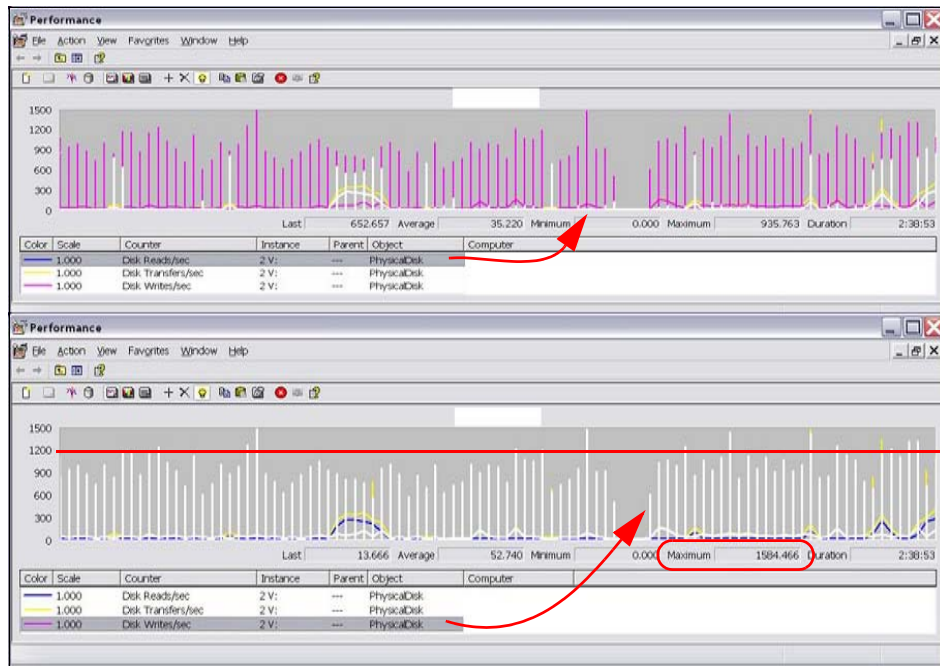 Performance
File Action View Favorites Window Help
1500
1200
900
600
300
0
Last 652.657 Average 35.220 Minimum 0.000 Maximum 935.763 Duration 2:38:53
Color Scale Counter Instance Parent Object Computer
1.000 Disk Reads/sec 2 V: --- PhysicalDisk
1.000 Disk Transfers/sec 2 V: --- PhysicalDisk
1.000 Disk Writes/sec 2 V: --- PhysicalDisk
Performance
File Action View Favorites Window Help
1500
1200
900
600
300
0
Last 13.666 Average 52.740 Minimum 0.000 Maximum 1584.466 Duration 2:38:53
Color Scale Counter Instance Parent Object Computer
1.000 Disk Reads/sec 2 V: --- PhysicalDisk
1.000 Disk Transfers/sec 2 V: --- PhysicalDisk
1.000 Disk Writes/sec 2 V: --- PhysicalDisk